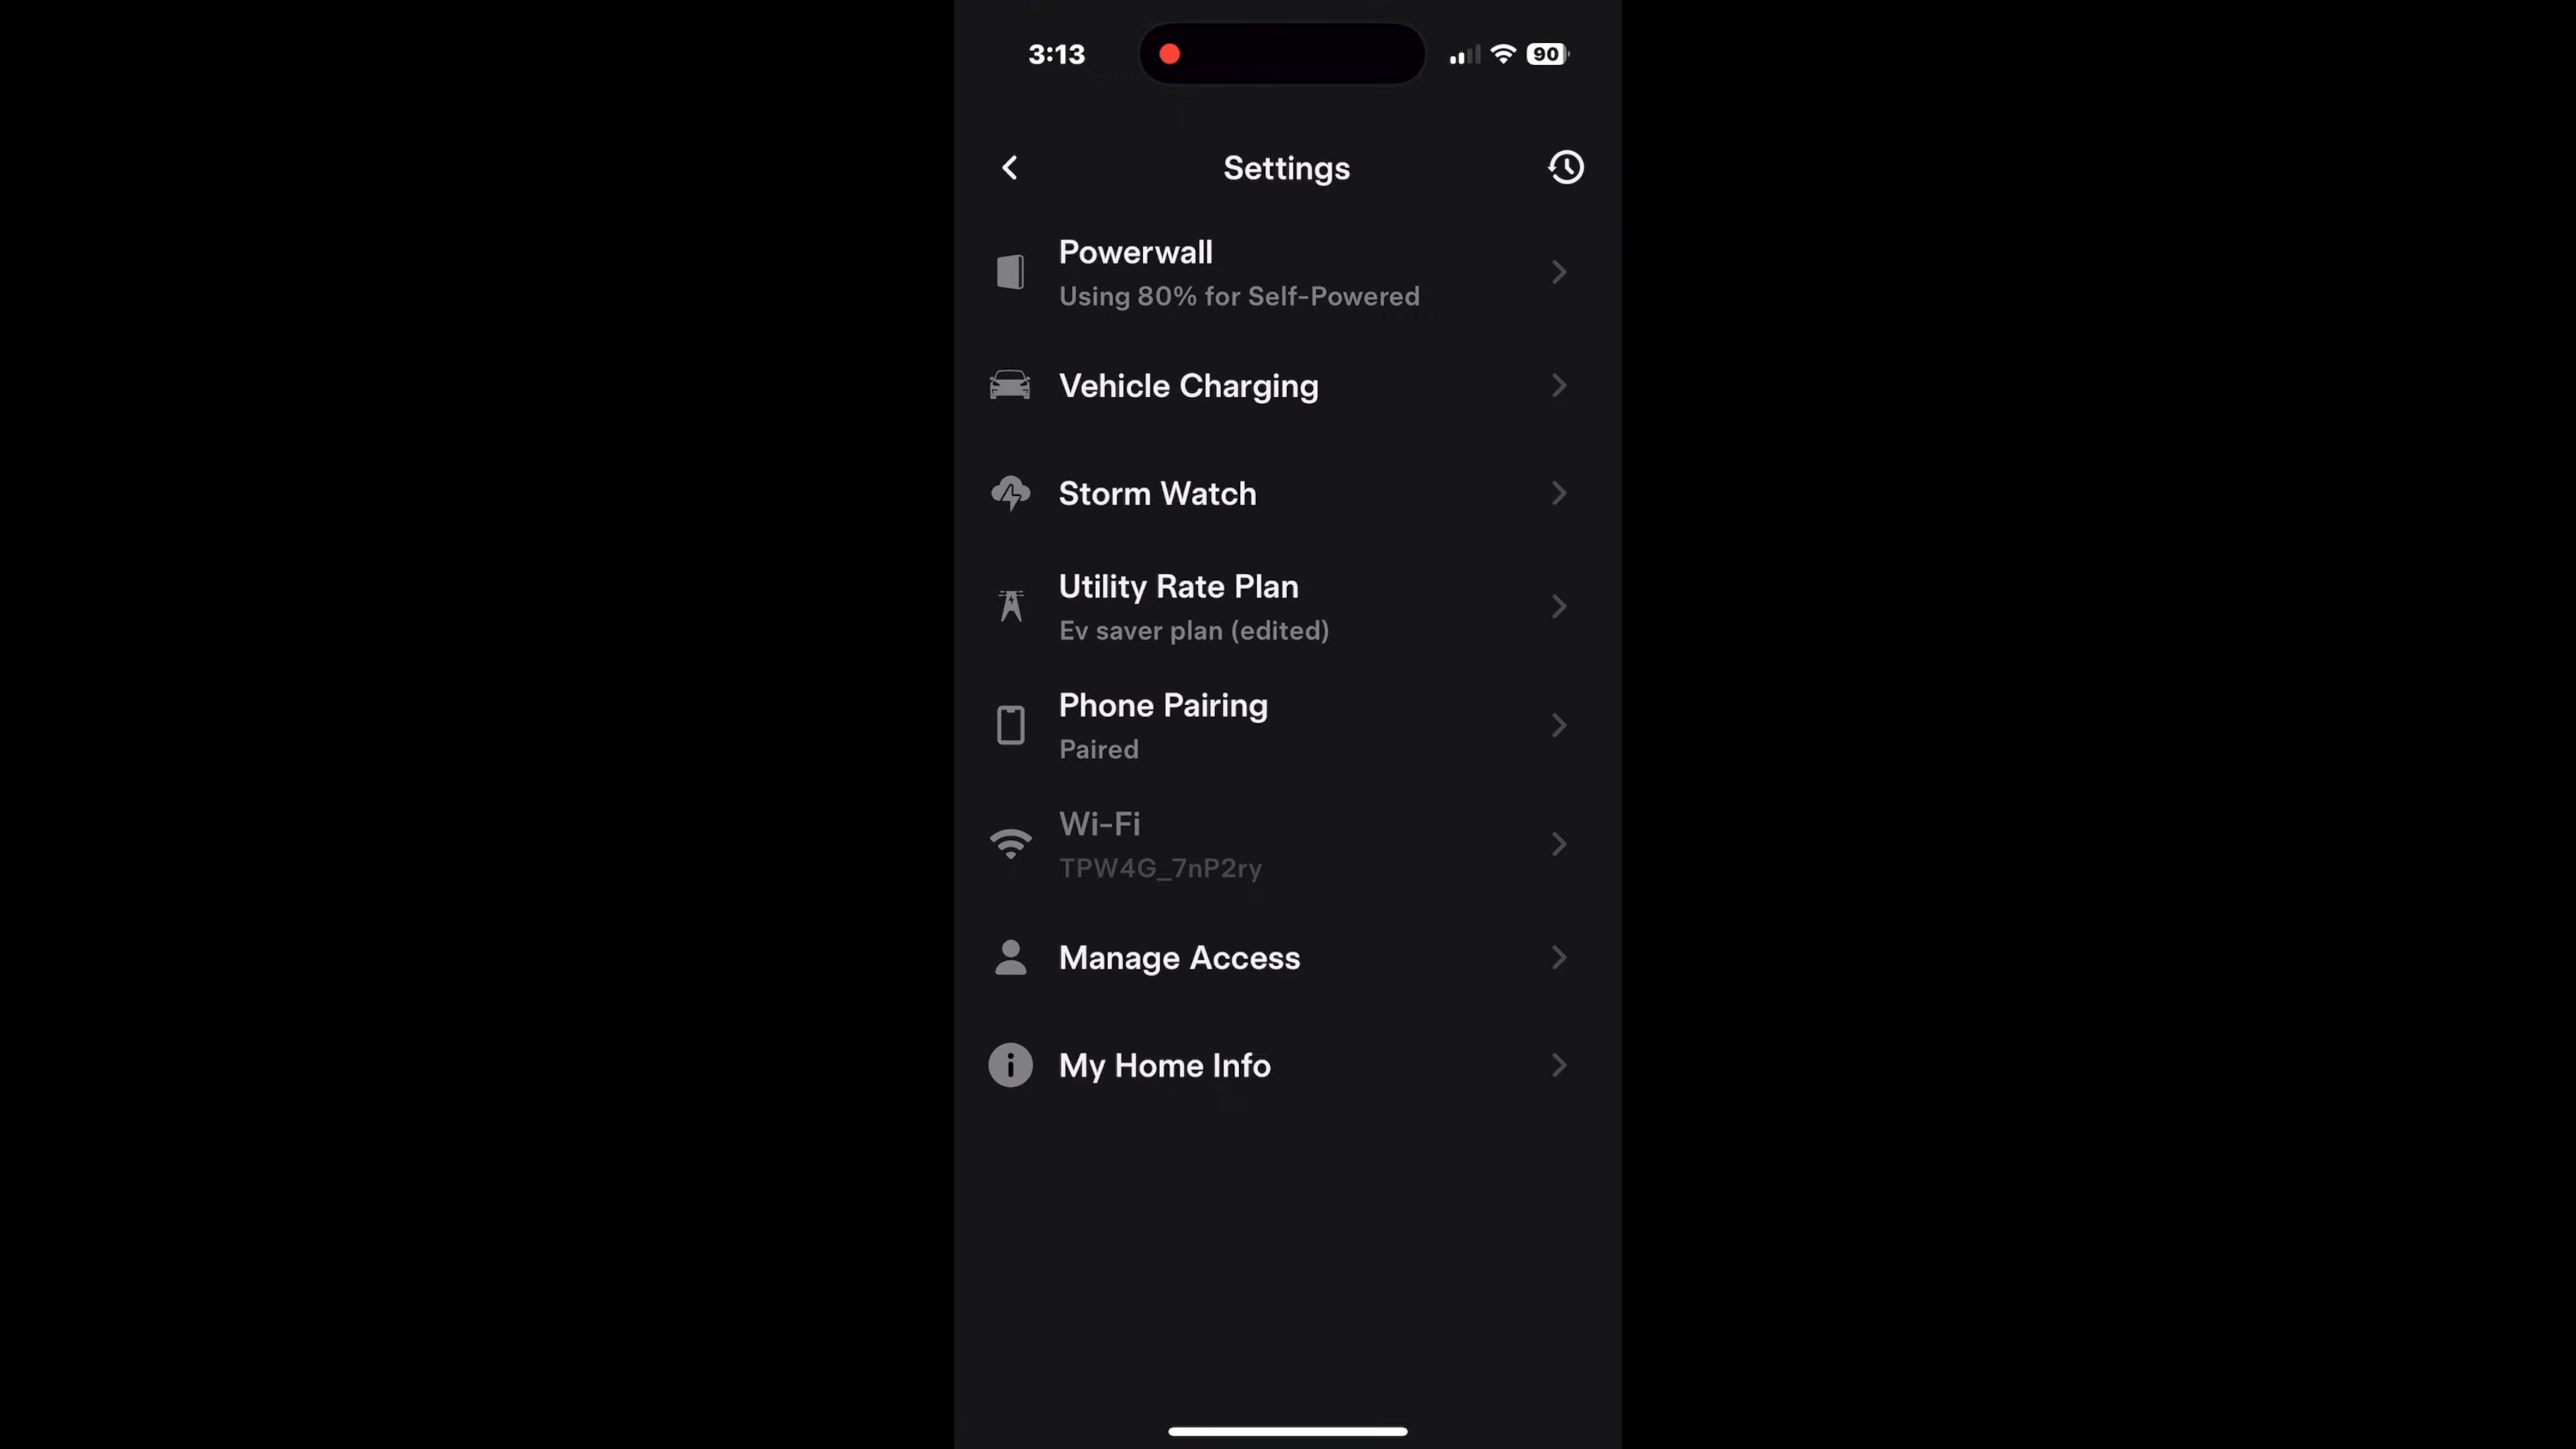 3:13
90
Settings
Powerwall
Using 80% for Self-Powered
Vehicle Charging
Storm Watch
Utility Rate Plan
Ev saver plan (edited)
Phone Pairing
Paired
Wi-Fi
TPW4G_7nP2ry
Manage Access
My Home Info